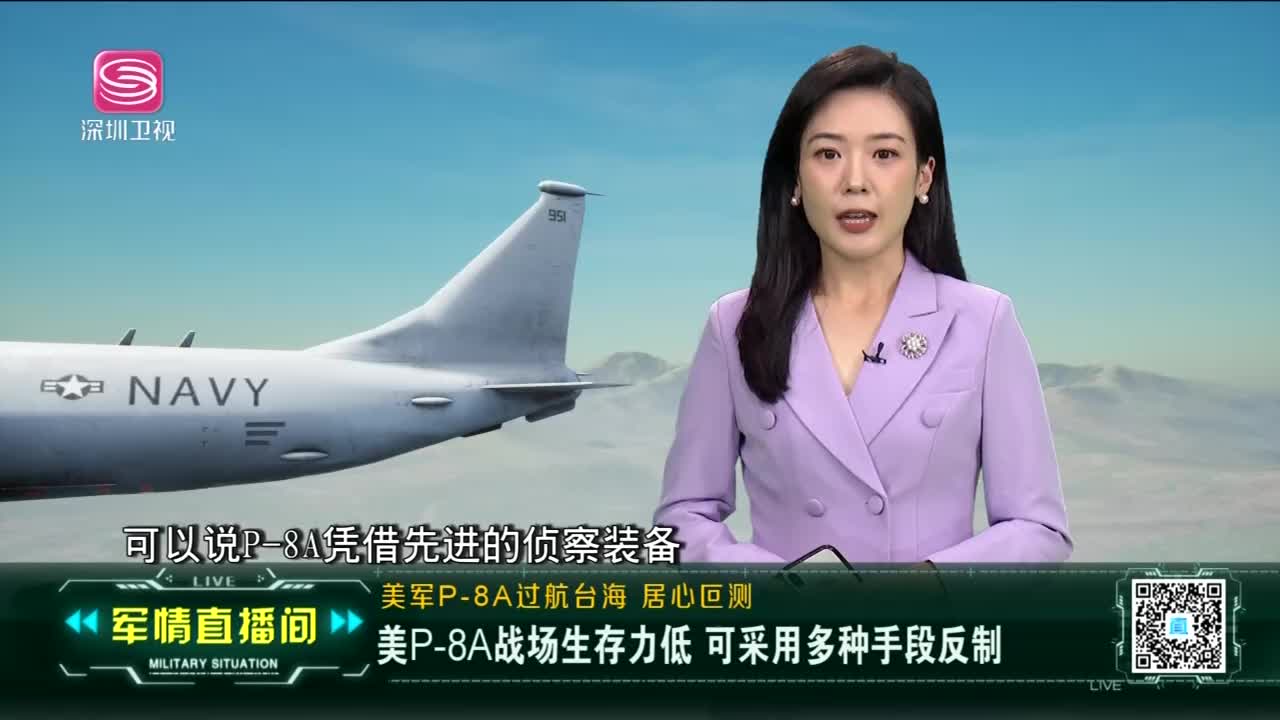 深圳卫视
951
NAVY
可以说P-8A凭借先进的侦察装备
LIVE
军情直播间
MILITARY SITUATION
美军P-8A过航台海 居心叵测
美P-8A战场生存力低 可采用多种手段反制
直
LIVE